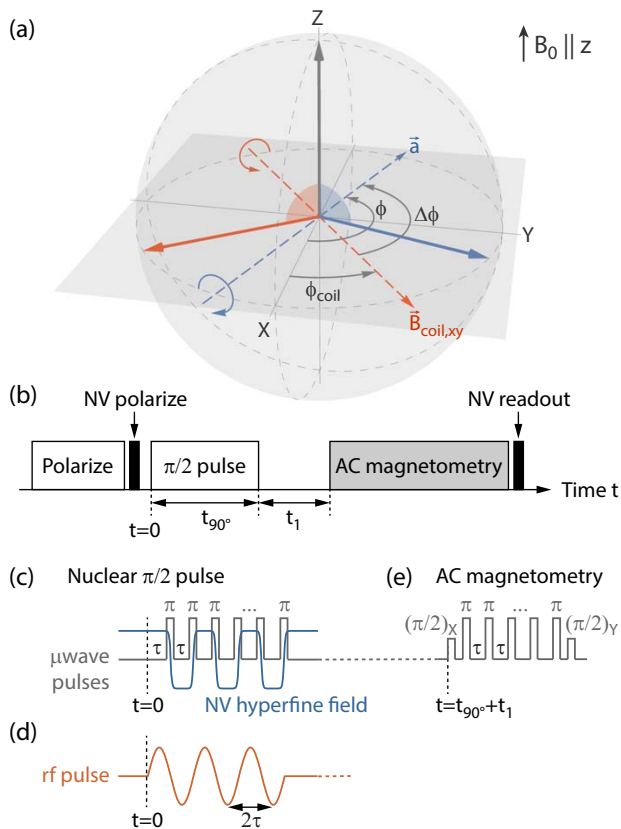 (a)
Z
B₀ || z
a⃗
ϕ
Δϕ
Y
ϕcoil
X
B⃗coil,xy
(b)
NV polarize
NV readout
Polarize
π/2 pulse
AC magnetometry
Time t
t90°
t1
t=0
(c) Nuclear π/2 pulse
π π π ... π
τ τ
μwave
pulses
NV hyperfine field
t=0
(e) AC magnetometry
π π ... π
(π/2)X
(π/2)Y
τ τ
t=t90°+t1
(d)
rf pulse
2τ
t=0